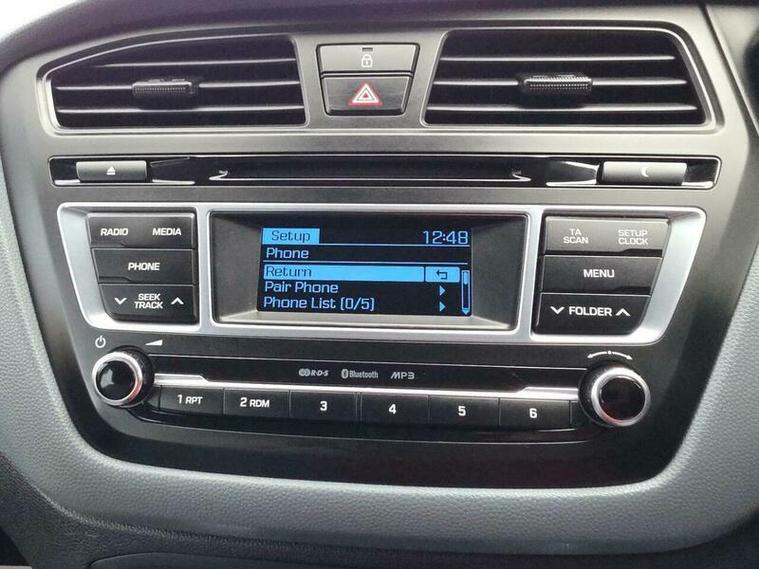 RADIO MEDIA
PHONE
SEEK
TRACK
Setup 12:48
Phone
Return
Pair Phone
Phone List (0/5)
TA
SCAN
SETUP
CLOCK
MENU
FOLDER
R·D·S Bluetooth MP3
1 RPT 2 RDM 3 4 5 6